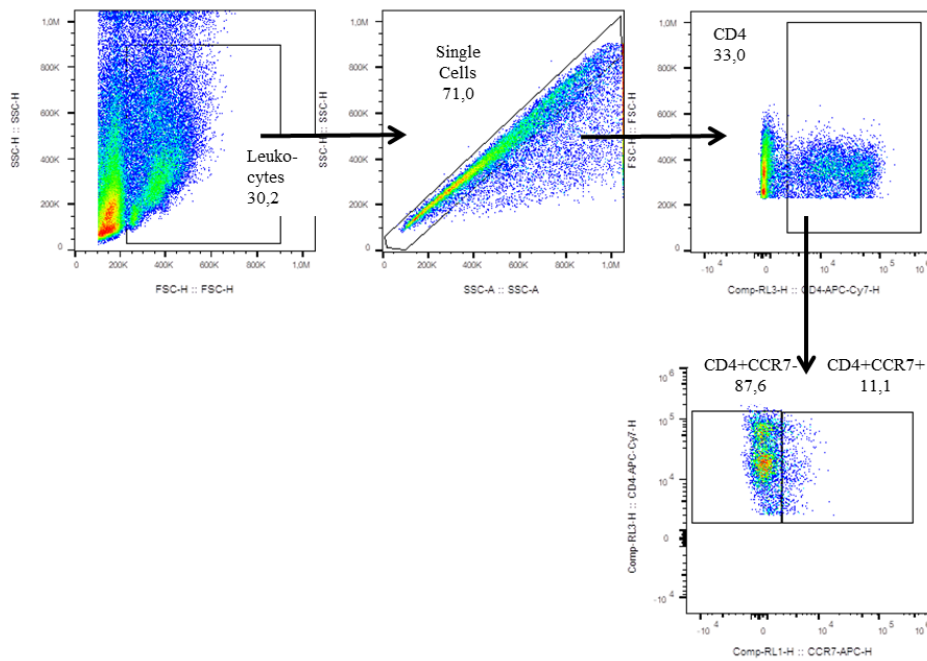 1,0M
800K
600K
400K
200K
0
SSC-H :: SSC-H
Leuko-
cytes
30,2
0 200K 400K 600K 800K 1,0M
FSC-H :: FSC-H
1,0M
800K
600K
400K
200K
0
SSC-H :: SSC-H
Single
Cells
71,0
0 200K 400K 600K 800K 1,0M
SSC-A :: SSC-A
1,0M
800K
600K
400K
200K
0
FSC-H :: FSC-H
CD4
33,0
-10 4 0 10 4 10 5 10 6
Comp-RL3-H :: CD4-APC-Cy7-H
CD4+CCR7- CD4+CCR7+
87,6 11,1
10 6
10 5
10 4
0
-10 4
Comp-RL3-H :: CD4-APC-Cy7-H
-10 4 0 10 4 10 5 10 6
Comp-RL1-H :: CCR7-APC-H